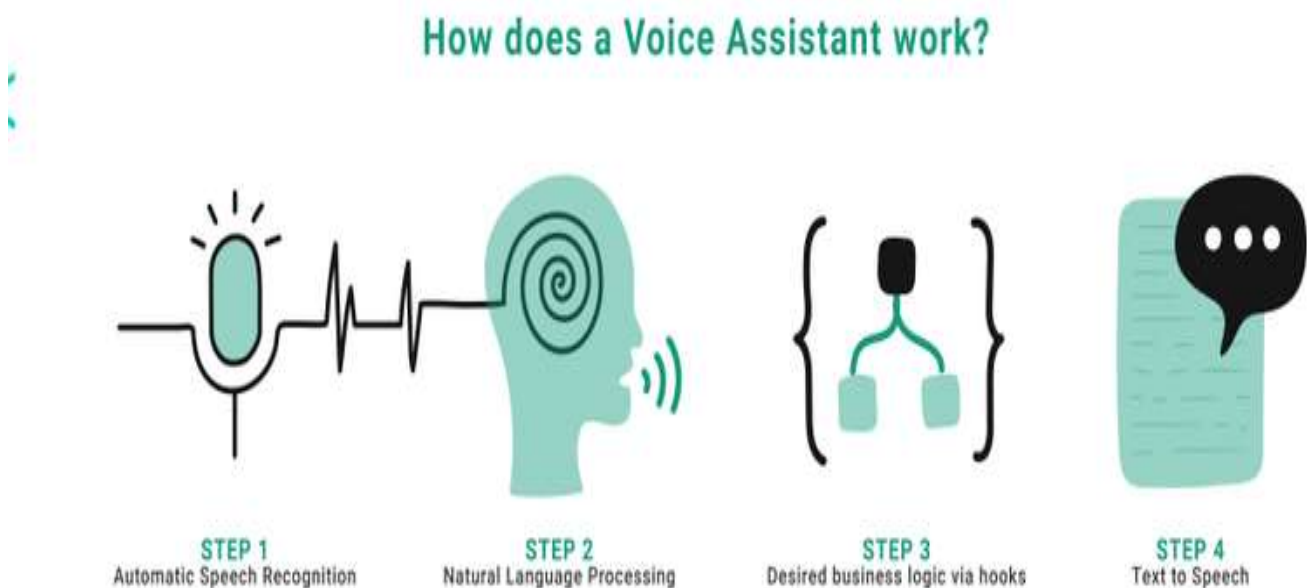 How does a Voice Assistant work?
STEP 1
Automatic Speech Recognition
STEP 2
Natural Language Processing
STEP 3
Desired business logic via hooks
STEP 4
Text to Speech